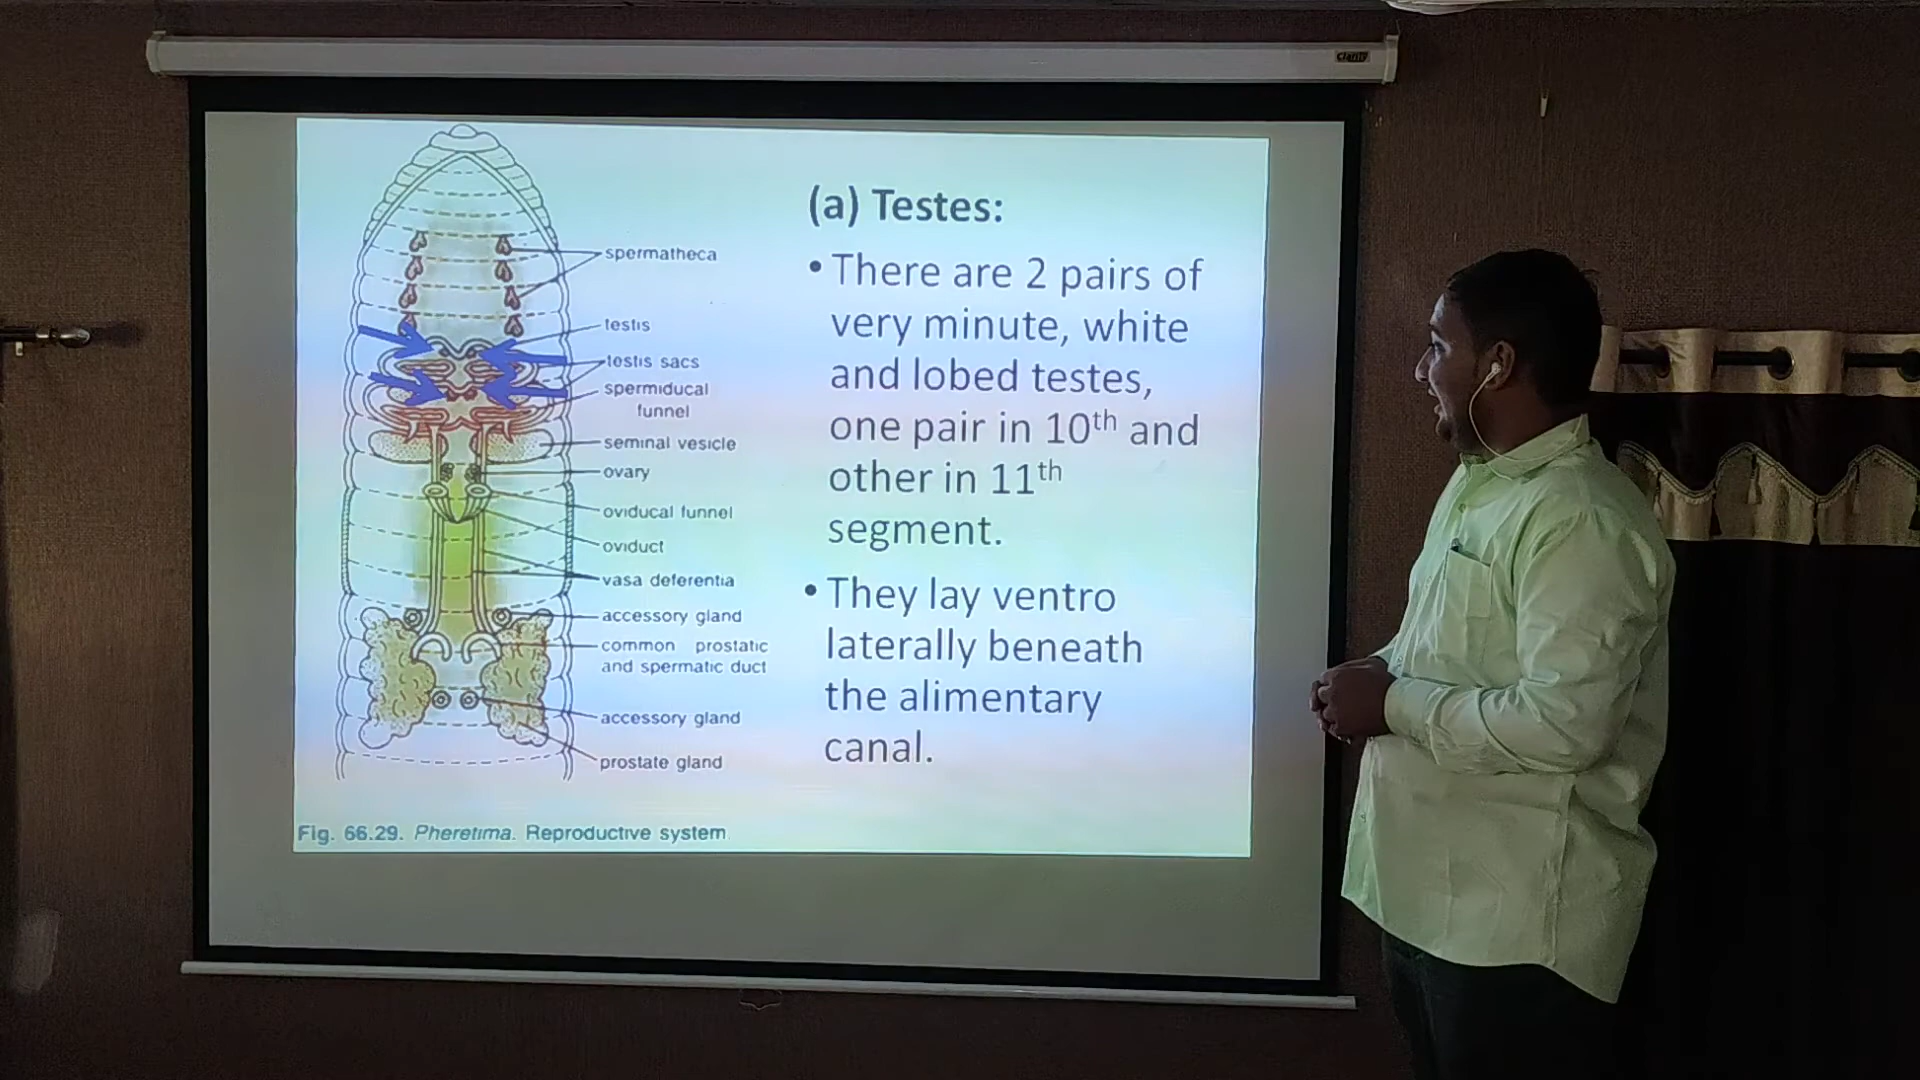 clarity
spermatheca
testis
testis sacs
spermiducal
funnel
seminal vesicle
ovary
oviducal funnel
oviduct
vasa deferentia
accessory gland
common prostatic
and spermatic duct
accessory gland
prostate gland
Fig. 66.29. Pheretima. Reproductive system.
(a) Testes:
• There are 2 pairs of
very minute, white
and lobed testes,
one pair in 10th and
other in 11th
segment.
• They lay ventro
laterally beneath
the alimentary
canal.